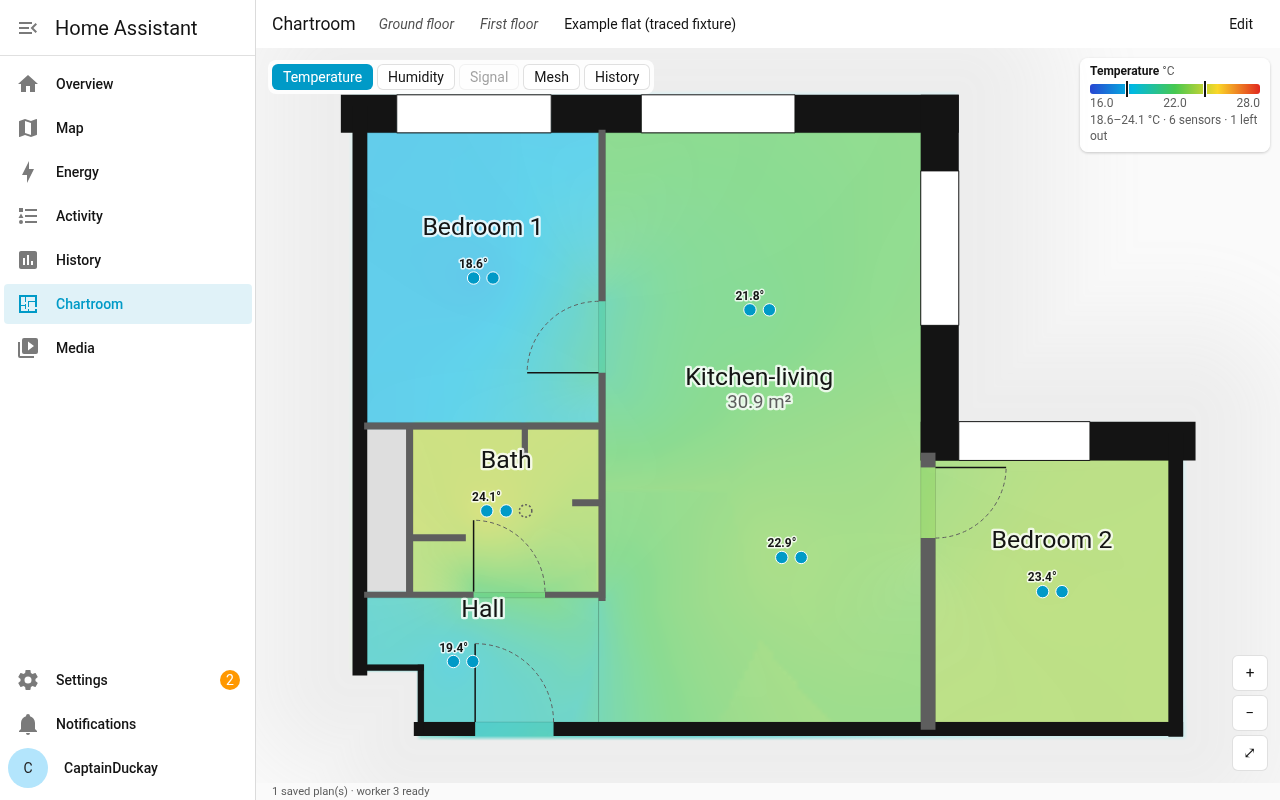 Home Assistant
Overview
Map
Energy
Activity
History
Chartroom
Media
Settings
2
Notifications
C
CaptainDuckay
Chartroom
Ground floor
First floor
Example flat (traced fixture)
Edit
Temperature
Humidity
Signal
Mesh
History
Temperature °C
16.0
22.0
28.0
18.6–24.1 °C · 6 sensors · 1 left
out
Bedroom 1
18.6°
21.8°
Kitchen-living
30.9 m²
Bath
24.1°
22.9°
Bedroom 2
23.4°
Hall
19.4°
+
−
⤢
1 saved plan(s) · worker 3 ready